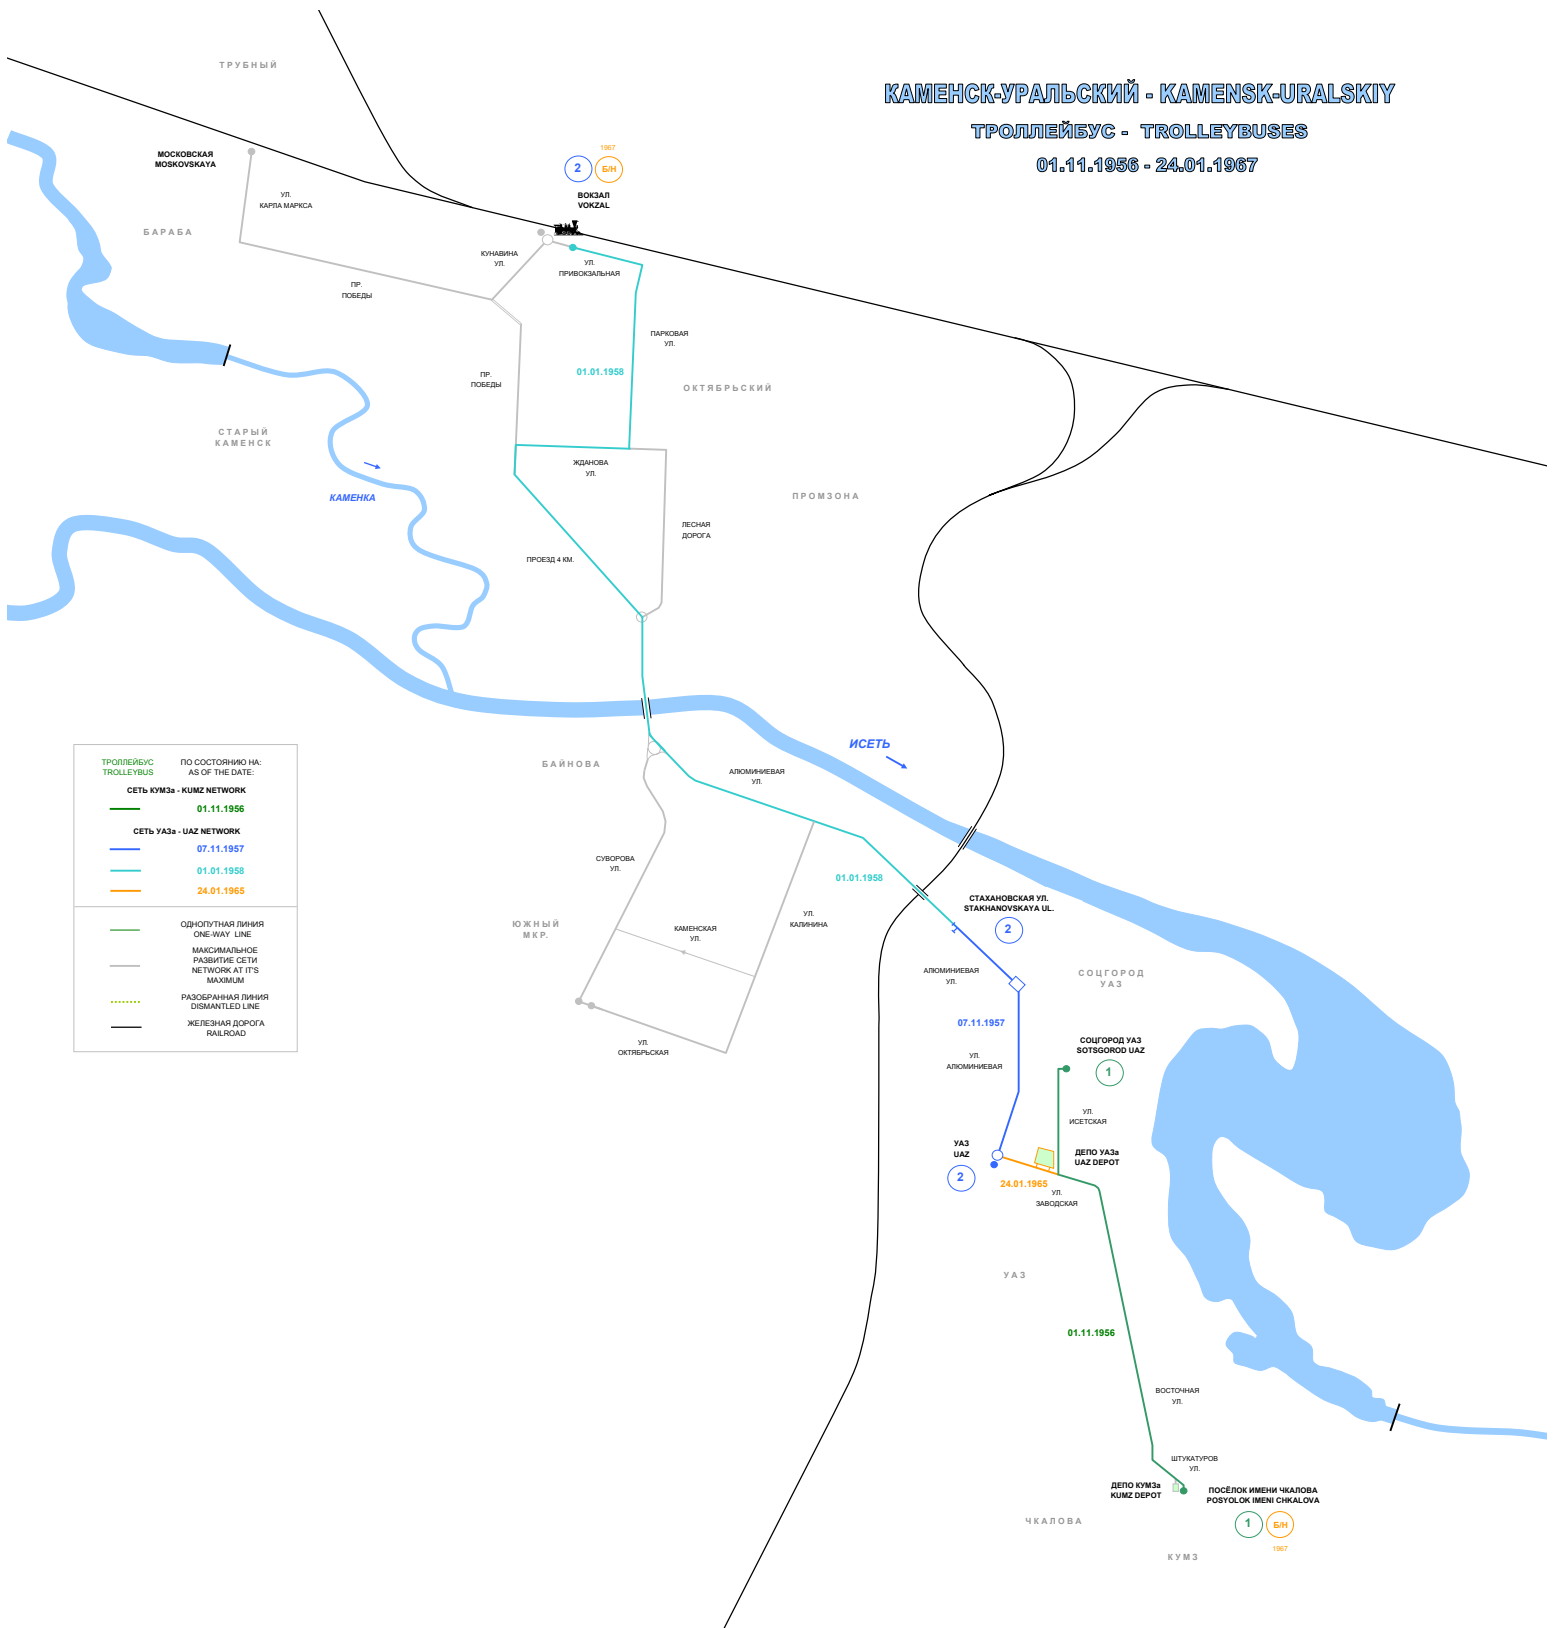 ТРУБНЫЙ
КАМЕНСК-УРАЛЬСКИЙ - KAMENSK-URALSKIY
ТРОЛЛЕЙБУС - TROLLEYBUSES
01.11.1956 - 24.01.1967
МОСКОВСКАЯ
MOSKOVSKAYA
1967
2
Б/Н
ВОКЗАЛ
VOKZAL
УЛ.
КАРЛА МАРКСА
БАРАБА
КУНАВИНА
УЛ.
УЛ.
ПРИВОКЗАЛЬНАЯ
ПР.
ПОБЕДЫ
ПАРКОВАЯ
УЛ.
ПР.
ПОБЕДЫ
01.01.1958
ОКТЯБРЬСКИЙ
СТАРЫЙ
КАМЕНСК
ЖДАНОВА
УЛ.
КАМЕНКА
ПРОМЗОНА
ЛЕСНАЯ
ДОРОГА
ПРОЕЗД 4 КМ.
ИСЕТЬ
БАЙНОВА
АЛЮМИНИЕВАЯ
УЛ.
ТРОЛЛЕЙБУС
TROLLEYBUS
ПО СОСТОЯНИЮ НА:
AS OF THE DATE:
СЕТЬ КУМЗа - KUMZ NETWORK
01.11.1956
СЕТЬ УАЗа - UAZ NETWORK
07.11.1957
01.01.1958
24.01.1965
ОДНОПУТНАЯ ЛИНИЯ
ONE-WAY LINE
МАКСИМАЛЬНОЕ
РАЗВИТИЕ СЕТИ
NETWORK AT IT'S
MAXIMUM
РАЗОБРАННАЯ ЛИНИЯ
DISMANTLED LINE
ЖЕЛЕЗНАЯ ДОРОГА
RAILROAD
СУВОРОВА
УЛ.
01.01.1958
СТАХАНОВСКАЯ УЛ.
STAKHANOVSKAYA UL.
2
ЮЖНЫЙ
МКР.
КАМЕНСКАЯ
УЛ.
УЛ.
КАЛИНИНА
АЛЮМИНИЕВАЯ
УЛ.
СОЦГОРОД
УАЗ
07.11.1957
УЛ.
ОКТЯБРЬСКАЯ
УЛ.
АЛЮМИНИЕВАЯ
СОЦГОРОД УАЗ
SOTSGOROD UAZ
1
УЛ.
ИСЕТСКАЯ
УАЗ
UAZ
2
ДЕПО УАЗа
UAZ DEPOT
24.01.1965
УЛ.
ЗАВОДСКАЯ
УАЗ
01.11.1956
ВОСТОЧНАЯ
УЛ.
ШТУКАТУРОВ
УЛ.
ДЕПО КУМЗа
KUMZ DEPOT
ПОСЁЛОК ИМЕНИ ЧКАЛОВА
POSYOLOK IMENI CHKALOVA
1
Б/Н
1967
ЧКАЛОВА
КУМЗ